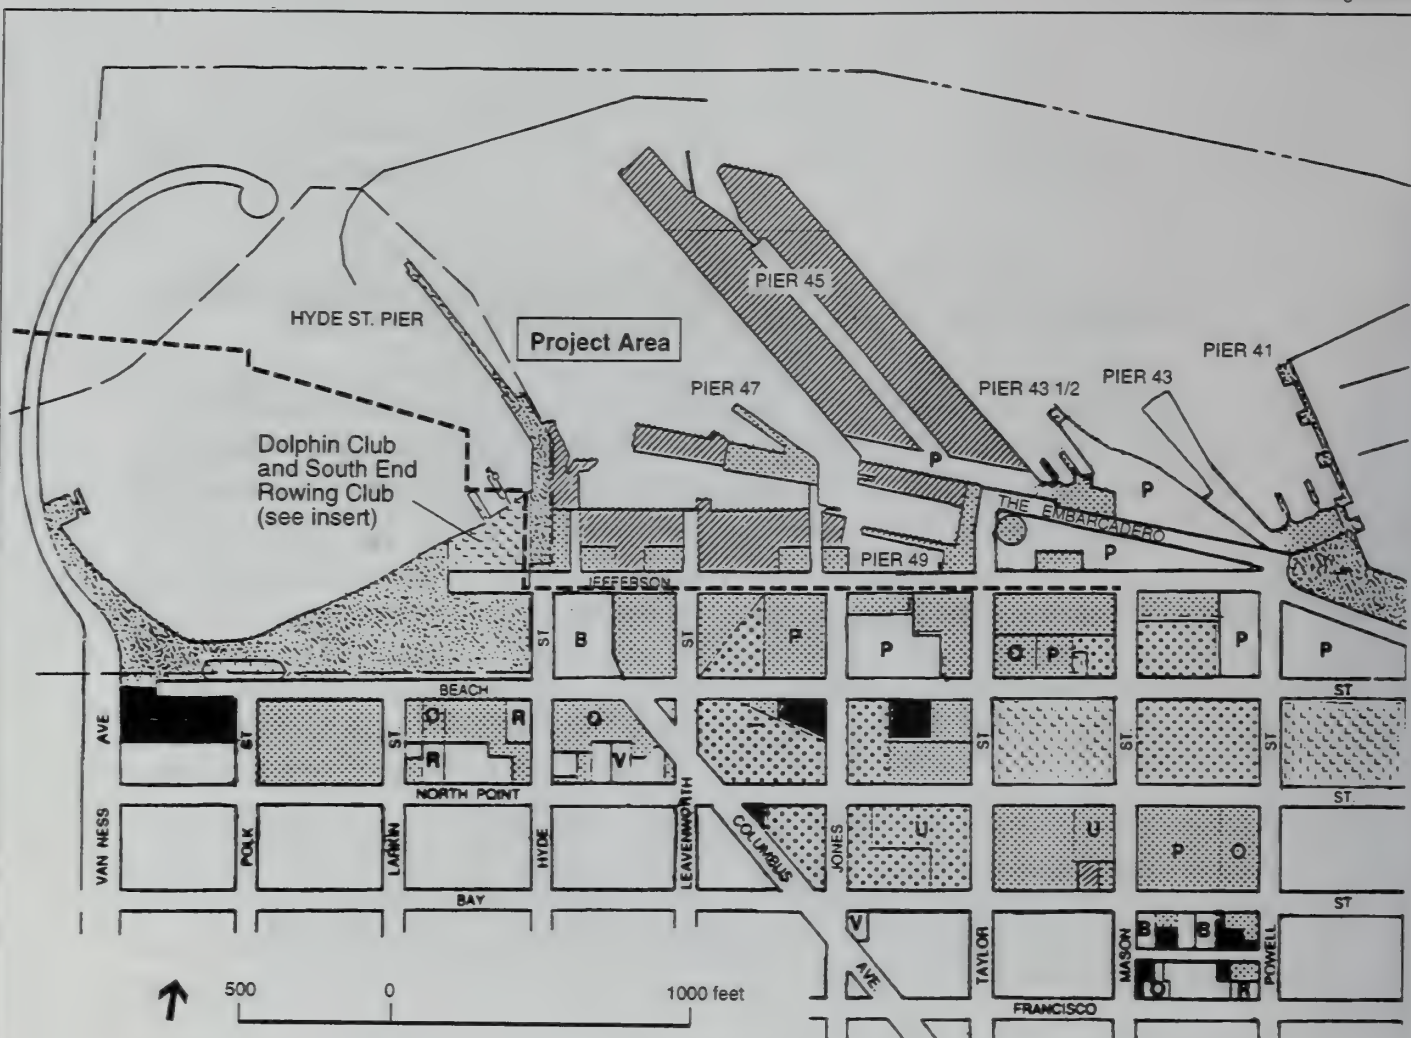 HYDE ST. PIER
Project Area
PIER 45
PIER 47
PIER 43 1/2
PIER 43
PIER 41
Dolphin Club
and South End
Rowing Club
(see insert)
P
P
THE EMBARCADERO
P
PIER 49
JEFFERSON
ST
B
ST
P
P
O
P
P
P
BEACH
ST
AVE
ST
ST
O
R
R
O
V
ST
ST
ST
NORTH POINT
ST.
VAN NESS
POLK
LARKIN
HYDE
LEAVENWORTH
COLUMBUS
JONES
U
U
P
O
BAY
ST
V
AVE.
TAYLOR
MASON
B
B
POWELL
O
R
FRANCISCO
500
0
1000 feet